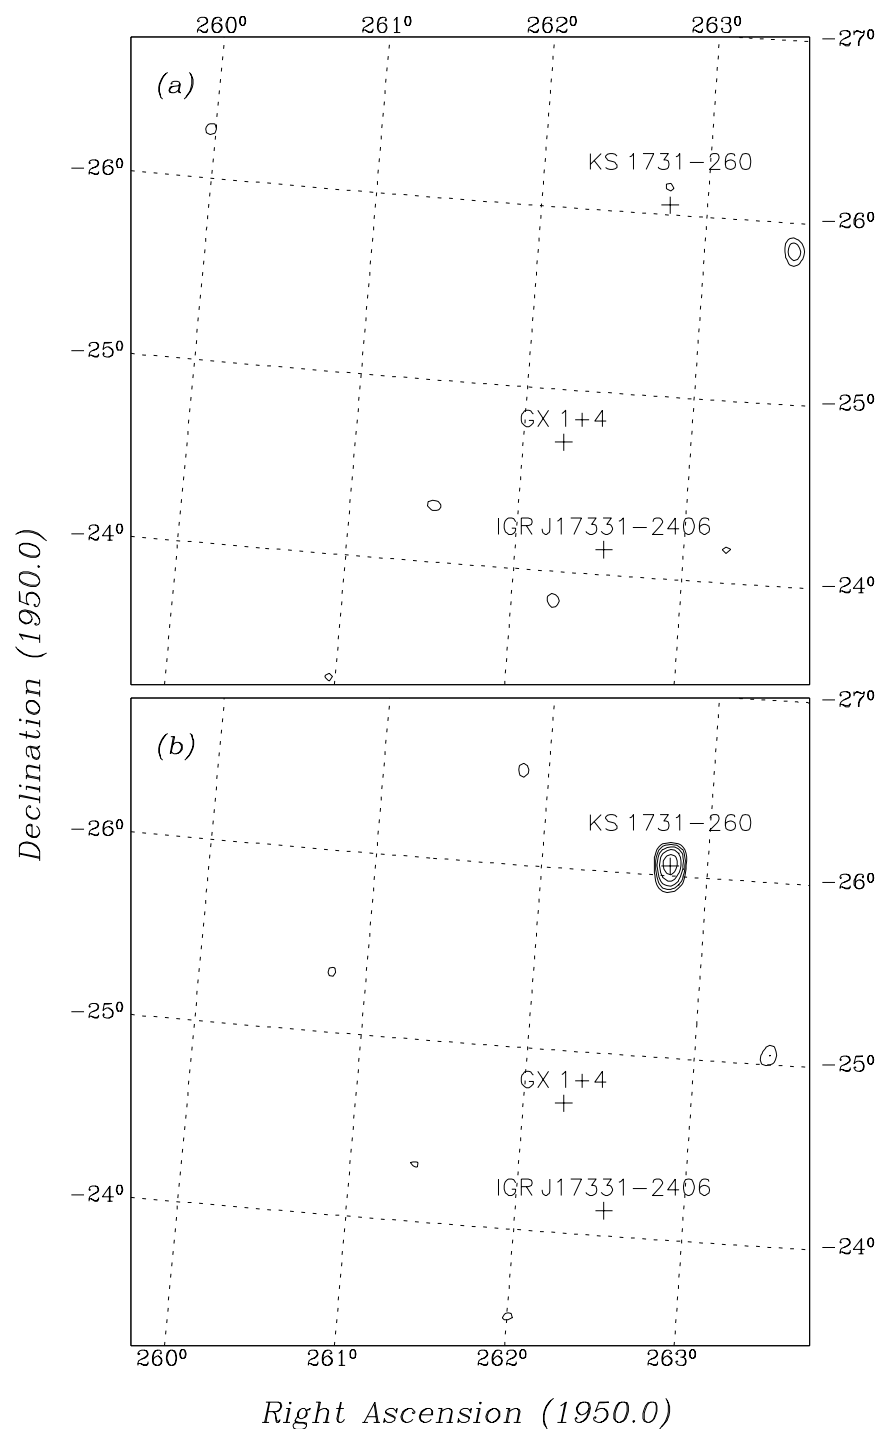 260⁰ 261⁰ 262⁰ 263⁰
−27⁰
(a)
KS 1731−260
−26⁰
−26⁰
−25⁰
−25⁰
GX 1+4
IGR J17331−2406
−24⁰
−24⁰
Declination (1950.0)
−27⁰
(b)
KS 1731−260
−26⁰
−26⁰
−25⁰
−25⁰
GX 1+4
IGR J17331−2406
−24⁰
−24⁰
260⁰ 261⁰ 262⁰ 263⁰
Right Ascension (1950.0)